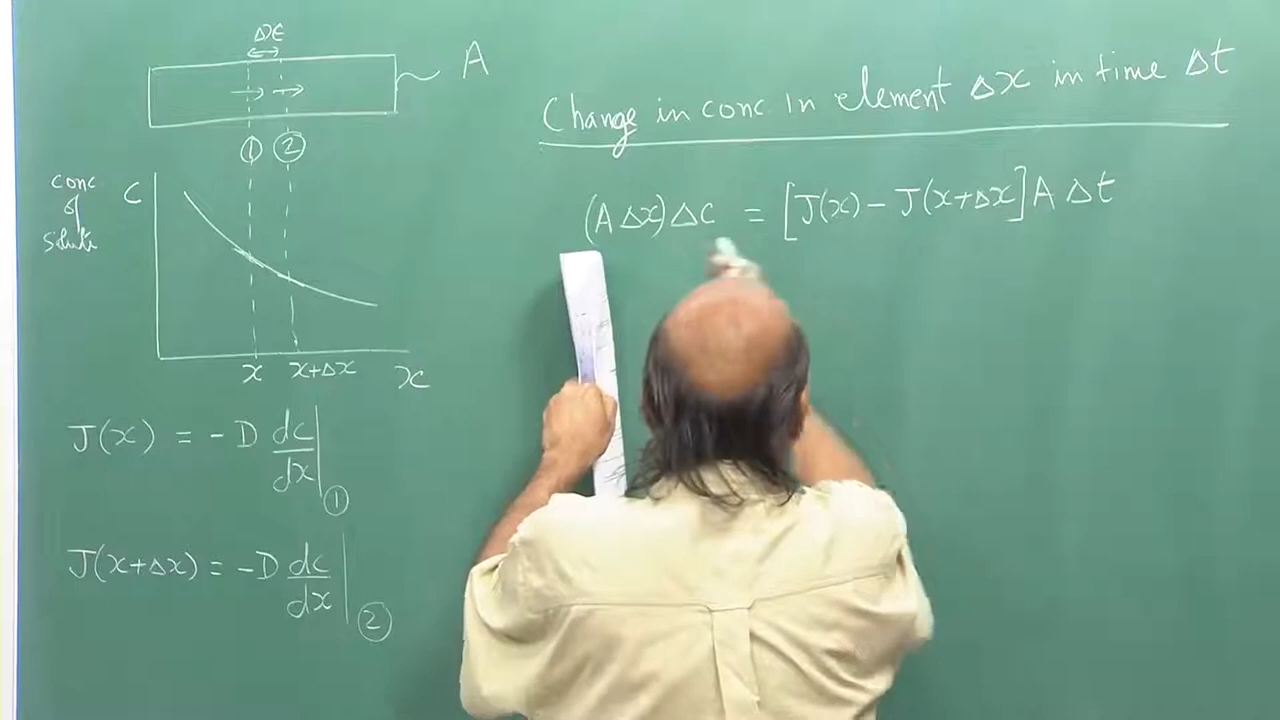 Δx
A
① ②
conc
of
solute
C
x x+Δx x
J(x) = -D dc/dx |①
J(x+Δx) = -D dc/dx |②
Change in conc in element Δx in time Δt
(A Δx) Δc = [J(x) - J(x+Δx] A Δt